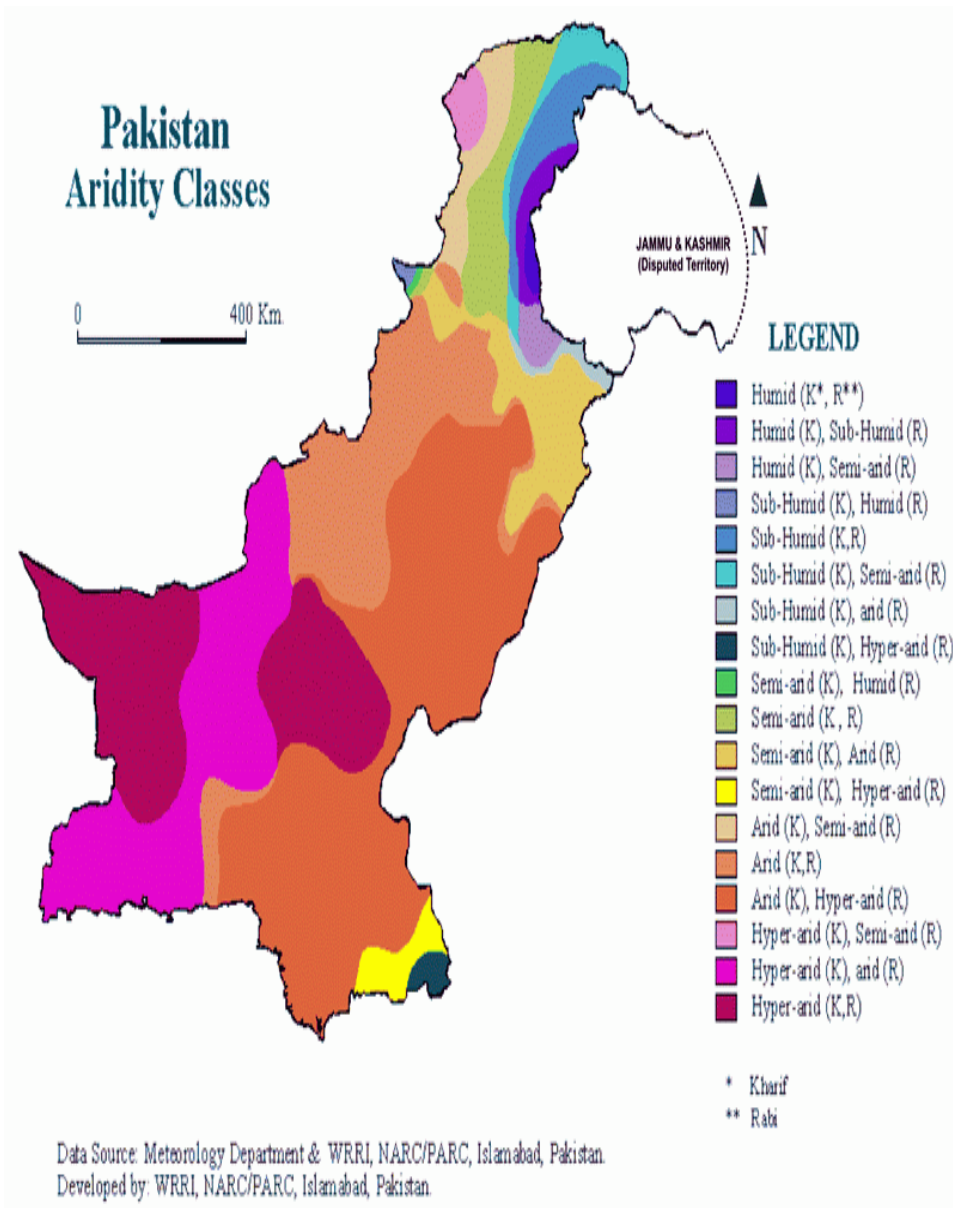 Pakistan
Aridity Classes
JAMMU & KASHMIR
(Disputed Territory)
N
0 400 Km.
LEGEND
Humid (K*, R**)
Humid (K), Sub-Humid (R)
Humid (K), Semi-arid (R)
Sub-Humid (K), Humid (R)
Sub-Humid (K,R)
Sub-Humid (K), Semi-arid (R)
Sub-Humid (K), arid (R)
Sub-Humid (K), Hyper-arid (R)
Semi-arid (K), Humid (R)
Semi-arid (K, R)
Semi-arid (K), Arid (R)
Semi-arid (K), Hyper-arid (R)
Arid (K), Semi-arid (R)
Arid (K,R)
Arid (K), Hyper-arid (R)
Hyper-arid (K), Semi-arid (R)
Hyper-arid (K), arid (R)
Hyper-arid (K,R)
* Kharif
** Rabi
Data Source: Meteorology Department & WRRI, NARC/PARC, Islamabad, Pakistan.
Developed by: WRRI, NARC/PARC, Islamabad, Pakistan.